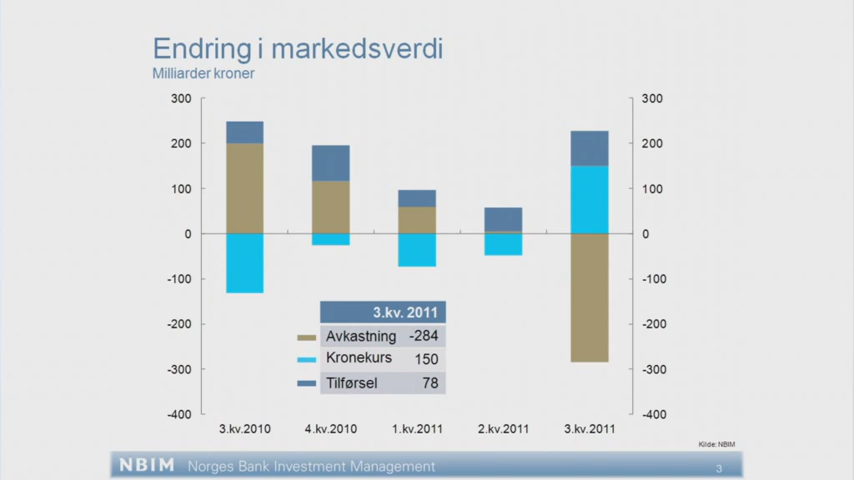 Endring i markedsverdi
Milliarder kroner
300 300
200 200
100 100
0 0
-100 -100
-200 -200
-300 -300
-400 -400
3.kv. 2011
Avkastning -284
Kronekurs 150
Tilførsel 78
3.kv.2010 4.kv.2010 1.kv.2011 2.kv.2011 3.kv.2011
Kilde: NBIM
NBIM Norges Bank Investment Management 3